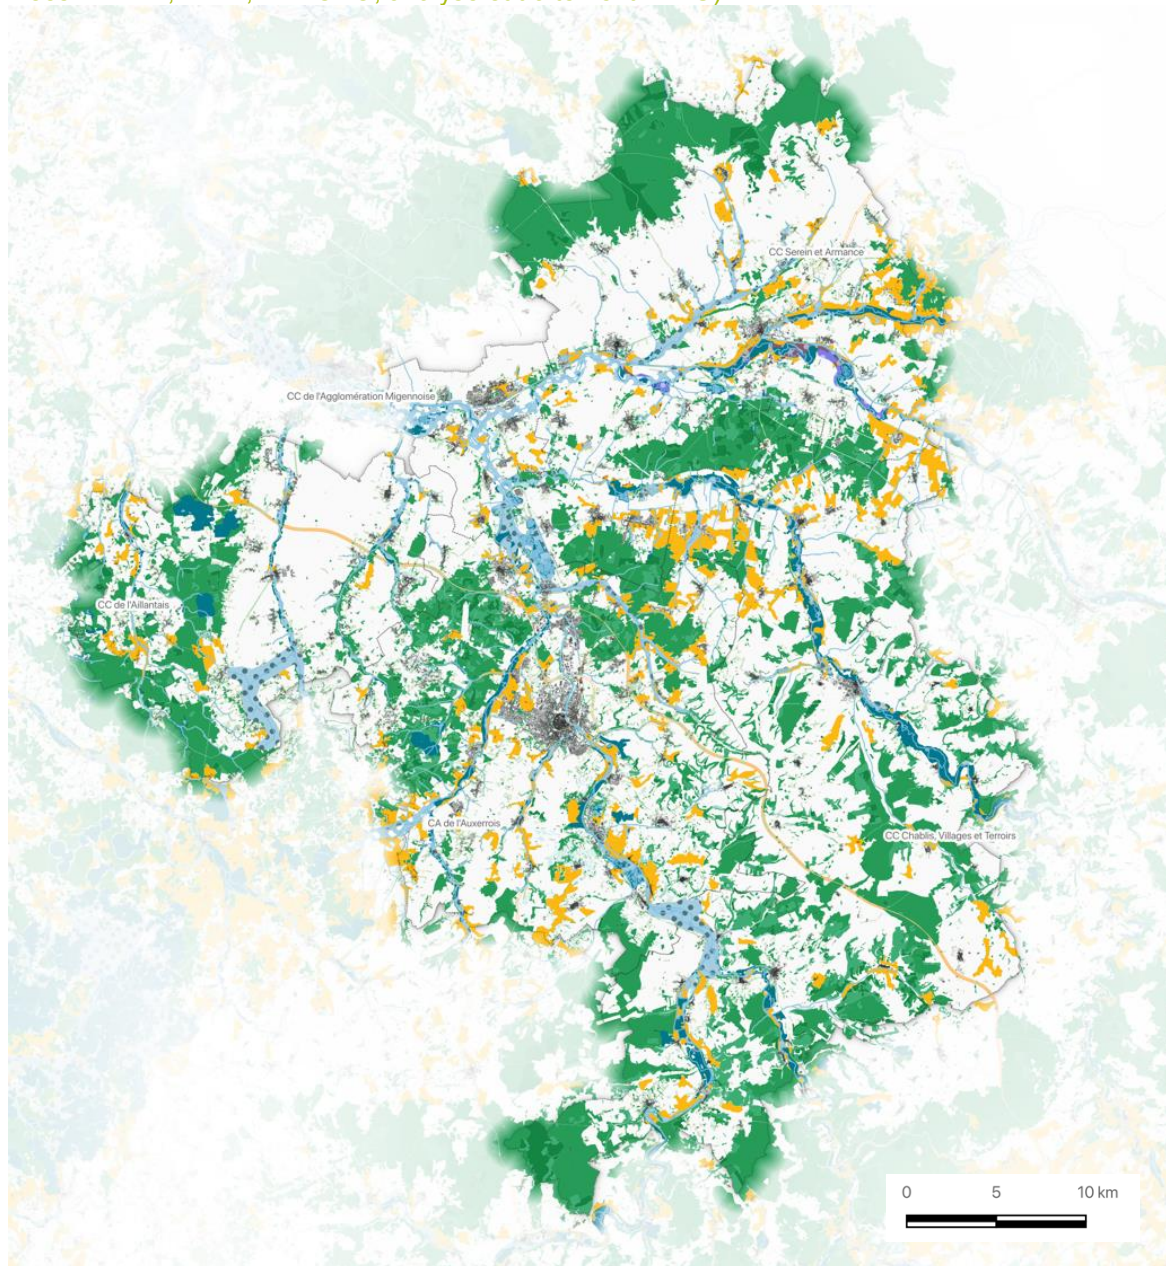 CC Serein et Armance
CC de l'Agglomération Migennoise
CC de l'Aillantais
CA de l'Auxerrois
CC Chablis, Villages et Terroirs
0 5 10 km